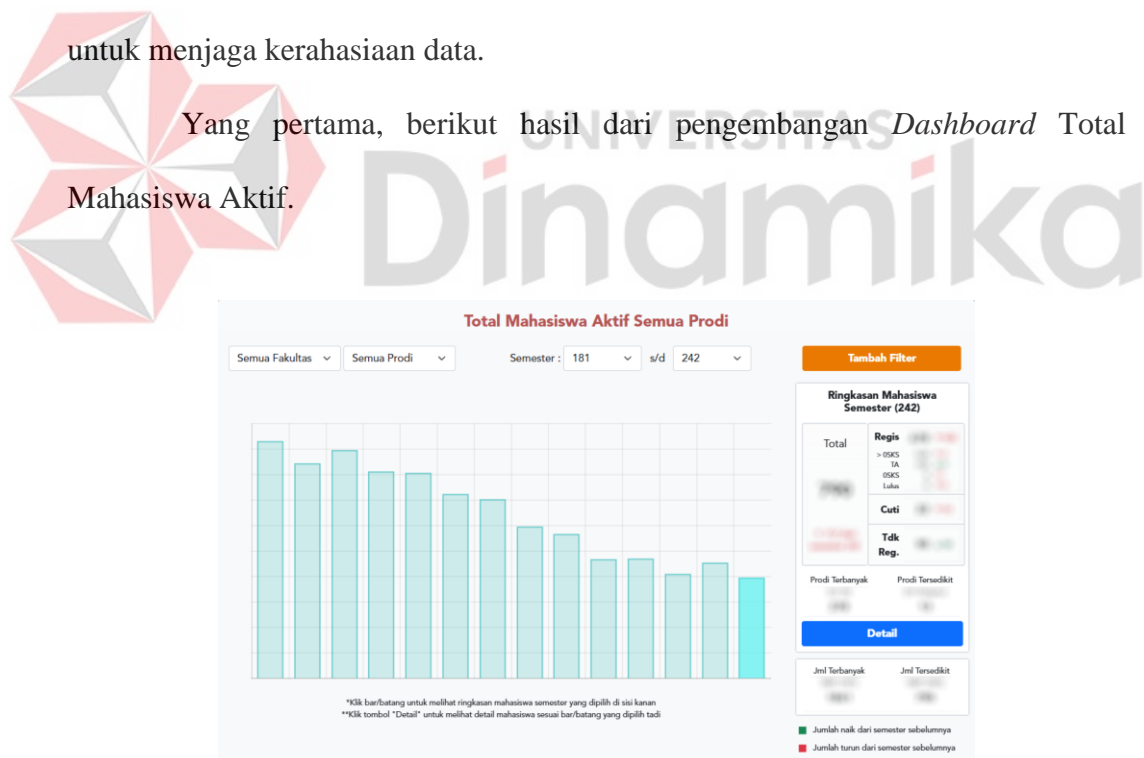 untuk menjaga kerahasiaan data.
Yang pertama, berikut hasil dari pengembangan Dashboard Total
Mahasiswa Aktif.
UNIVERSITAS
Dinamika
Total Mahasiswa Aktif Semua Prodi
Semua Fakultas Semua Prodi Semester : 181 s/d 242 Tambah Filter
Ringkasan Mahasiswa
Semester (242)
Total
Regis
> 0SKS
TA
0SKS
Lulus
Cuti
Tdk
Reg.
Prodi Terbanyak Prodi Tersedikit
Detail
Jml Terbanyak Jml Tersedikit
*Klik bar/batang untuk melihat ringkasan mahasiswa semester yang dipilih di sisi kanan
**Klik tombol "Detail" untuk melihat detail mahasiswa sesuai bar/batang yang dipilih tadi
Jumlah naik dari semester sebelumnya
Jumlah turun dari semester sebelumnya